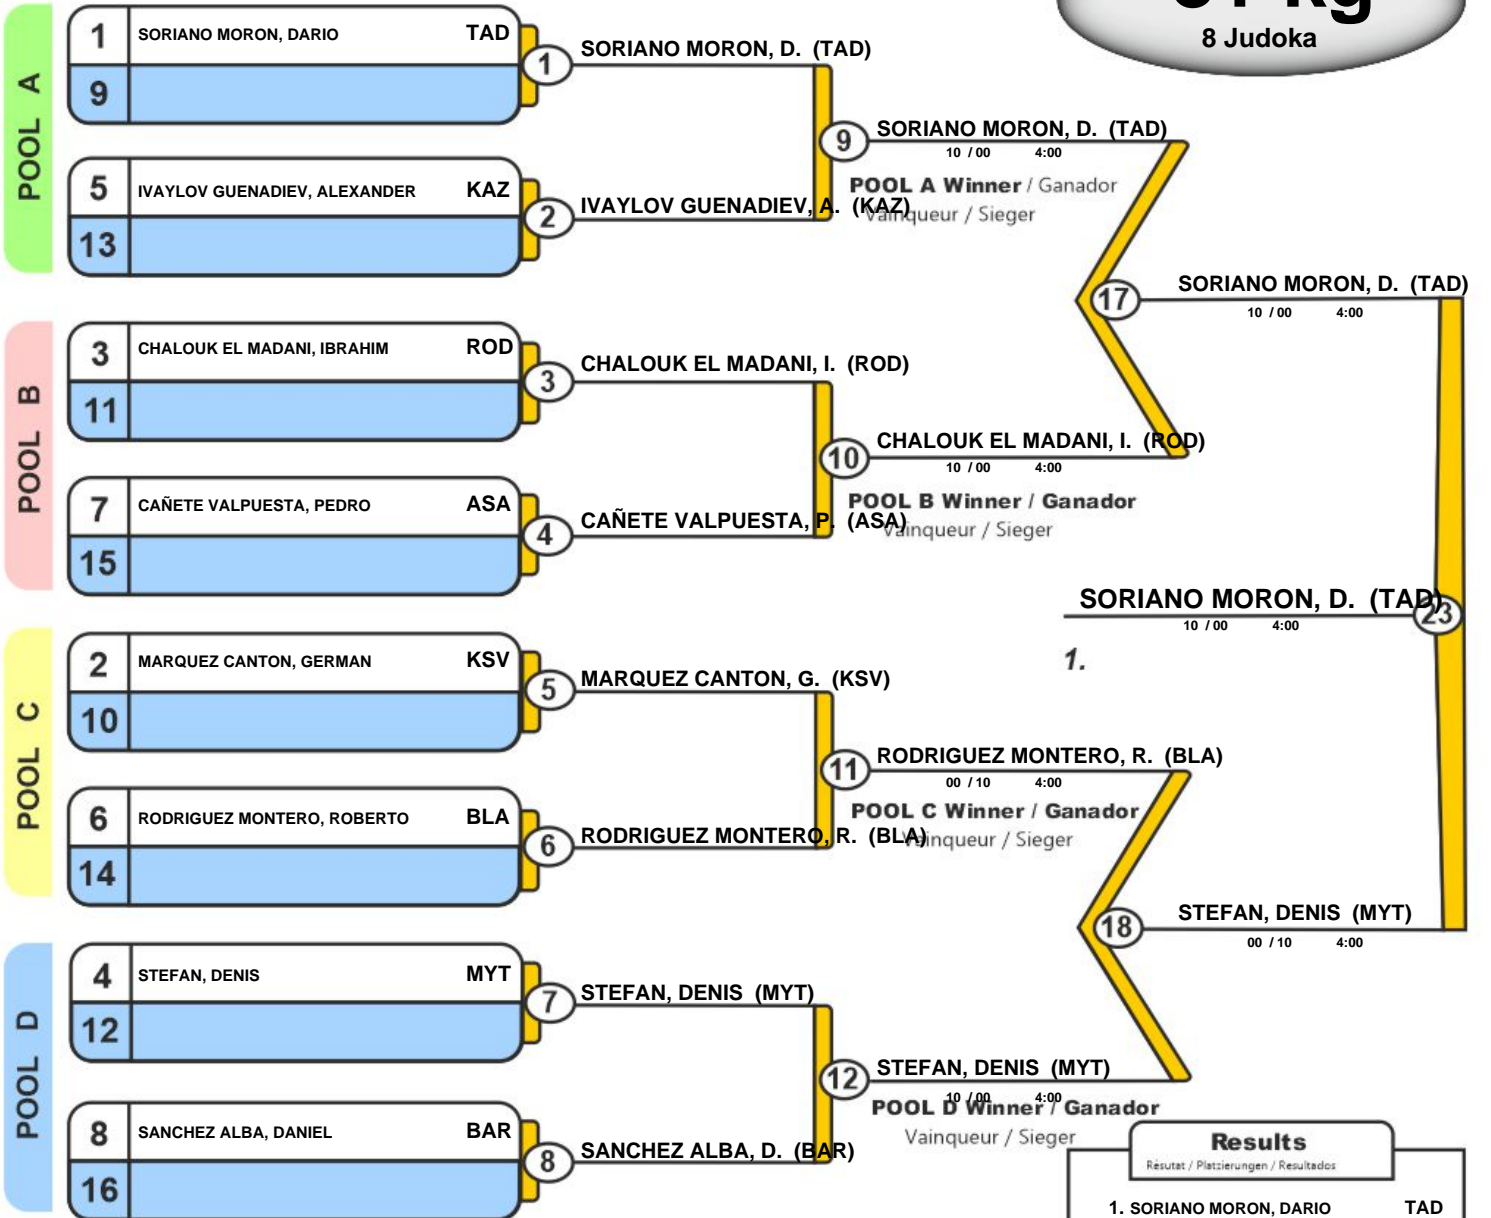 8 Judoka
POOL A
1 SORIANO MORON, DARIO TAD
9
1
SORIANO MORON, D. (TAD)
5 IVAYLOV GUENADIEV, ALEXANDER KAZ
13
2
IVAYLOV GUENADIEV, A. (KAZ)
9
SORIANO MORON, D. (TAD)
10 / 00 4:00
POOL A Winner / Ganador
Vainqueur / Sieger
POOL B
3 CHALOUK EL MADANI, IBRAHIM ROD
11
3
CHALOUK EL MADANI, I. (ROD)
7 CAÑETE VALPUESTA, PEDRO ASA
15
4
CAÑETE VALPUESTA, P. (ASA)
10
CHALOUK EL MADANI, I. (ROD)
10 / 00 4:00
POOL B Winner / Ganador
Vainqueur / Sieger
17
SORIANO MORON, D. (TAD)
10 / 00 4:00
SORIANO MORON, D. (TAD)
23
10 / 00 4:00
1.
POOL C
2 MARQUEZ CANTON, GERMAN KSV
10
5
MARQUEZ CANTON, G. (KSV)
6 RODRIGUEZ MONTERO, ROBERTO BLA
14
6
RODRIGUEZ MONTERO, R. (BLA)
11
RODRIGUEZ MONTERO, R. (BLA)
00 / 10 4:00
POOL C Winner / Ganador
Vainqueur / Sieger
18
STEFAN, DENIS (MYT)
00 / 10 4:00
POOL D
4 STEFAN, DENIS MYT
12
7
STEFAN, DENIS (MYT)
8 SANCHEZ ALBA, DANIEL BAR
16
8
SANCHEZ ALBA, D. (BAR)
12
STEFAN, DENIS (MYT)
10 / 00 4:00
POOL D Winner / Ganador
Vainqueur / Sieger
Results
Résutat / Platzierungen / Resultados
1. SORIANO MORON, DARIO TAD